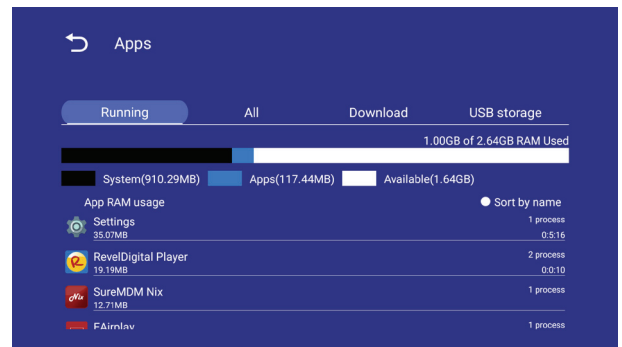 Apps
Running All Download USB storage
1.00GB of 2.64GB RAM Used
System(910.29MB) Apps(117.44MB) Available(1.64GB)
App RAM usage Sort by name
Settings 1 process
35.07MB 0:5:16
RevelDigital Player 2 process
19.19MB 0:0:10
Nix SureMDM Nix 1 process
12.71MB
EAirplay 1 process